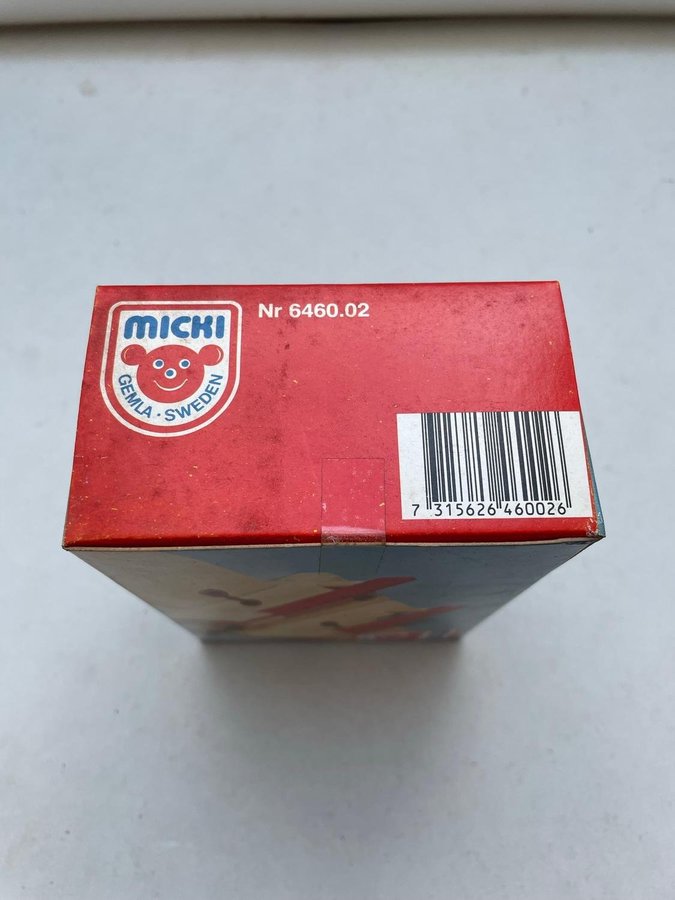 MICKI
GEMLA · SWEDEN
Nr 6460.02
7 315626 460026